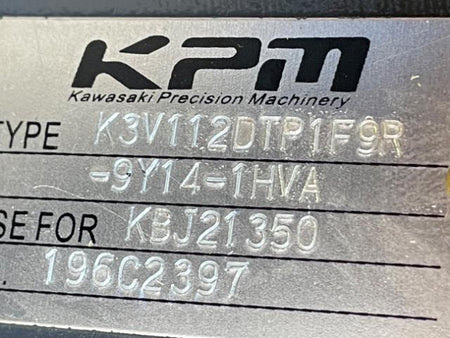 KPM
Kawasaki Precision Machinery
TYPE K3V112DTP1F9R
-9Y14-1HVA
SE FOR KBJ21350
. 196C2397